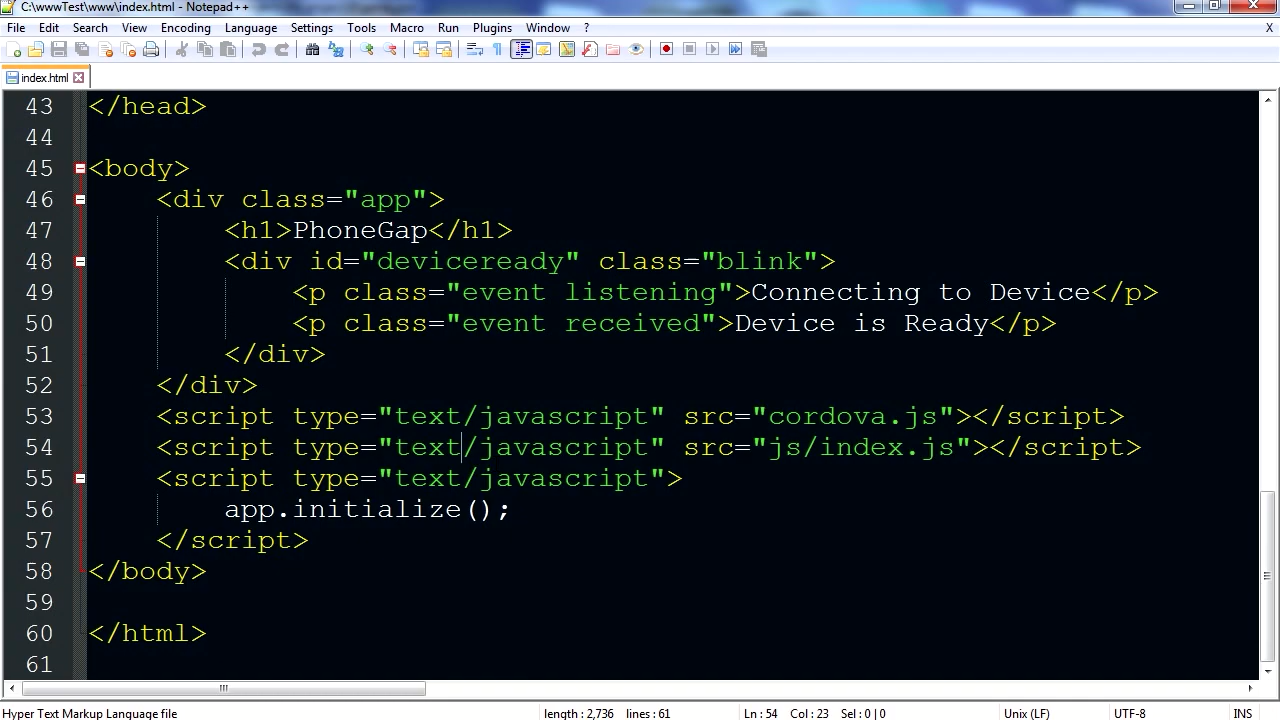 C:\wwwTest\www\index.html - Notepad++
File Edit Search View Encoding Language Settings Tools Macro Run Plugins Window ? X
index.html
43 </head>
44
45 <body>
46 <div class="app">
47 <h1>PhoneGap</h1>
48 <div id="deviceready" class="blink">
49 <p class="event listening">Connecting to Device</p>
50 <p class="event received">Device is Ready</p>
51 </div>
52 </div>
53 <script type="text/javascript" src="cordova.js"></script>
54 <script type="text/javascript" src="js/index.js"></script>
55 <script type="text/javascript">
56 app.initialize();
57 </script>
58 </body>
59
60 </html>
61
Hyper Text Markup Language file length : 2,736 lines : 61 Ln : 54 Col : 23 Sel : 0 | 0 Unix (LF) UTF-8 INS